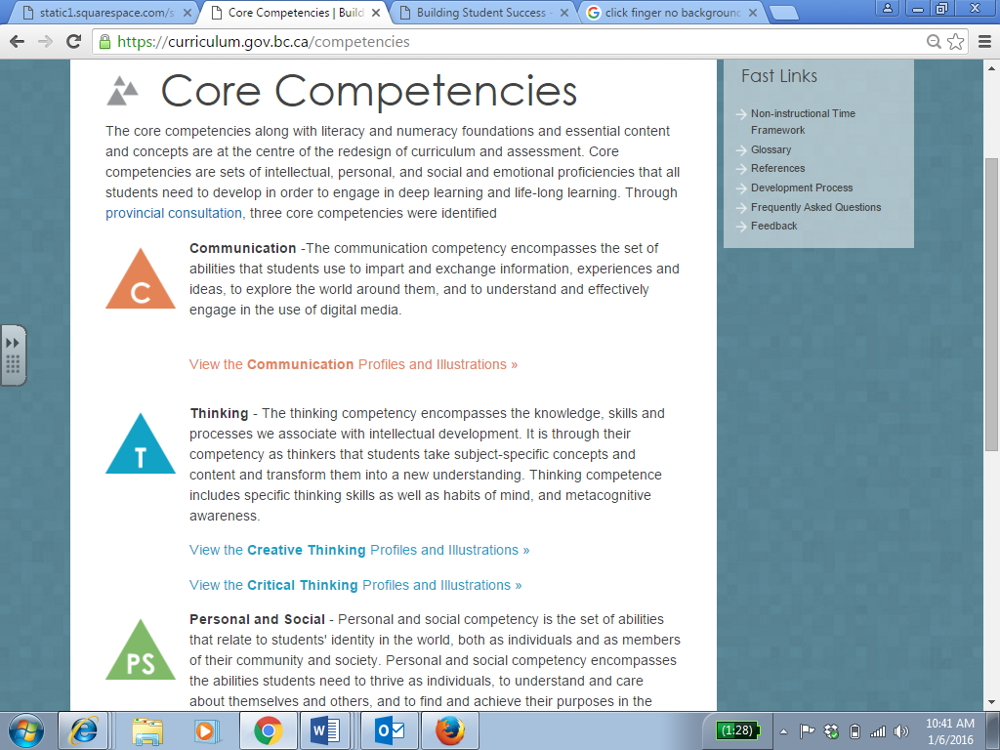 static1.squarespace.com/s
Core Competencies | Build
Building Student Success -
click finger no background
https://curriculum.gov.bc.ca/competencies
Core Competencies
The core competencies along with literacy and numeracy foundations and essential content
and concepts are at the centre of the redesign of curriculum and assessment. Core
competencies are sets of intellectual, personal, and social and emotional proficiencies that all
students need to develop in order to engage in deep learning and life-long learning. Through
provincial consultation, three core competencies were identified
C
Communication -The communication competency encompasses the set of
abilities that students use to impart and exchange information, experiences and
ideas, to explore the world around them, and to understand and effectively
engage in the use of digital media.
View the Communication Profiles and Illustrations »
T
Thinking - The thinking competency encompasses the knowledge, skills and
processes we associate with intellectual development. It is through their
competency as thinkers that students take subject-specific concepts and
content and transform them into a new understanding. Thinking competence
includes specific thinking skills as well as habits of mind, and metacognitive
awareness.
View the Creative Thinking Profiles and Illustrations »
View the Critical Thinking Profiles and Illustrations »
PS
Personal and Social - Personal and social competency is the set of abilities
that relate to students' identity in the world, both as individuals and as members
of their community and society. Personal and social competency encompasses
the abilities students need to thrive as individuals, to understand and care
about themselves and others, and to find and achieve their purposes in the
Fast Links
Non-instructional Time
Framework
Glossary
References
Development Process
Frequently Asked Questions
Feedback
(1:28)
10:41 AM
1/6/2016